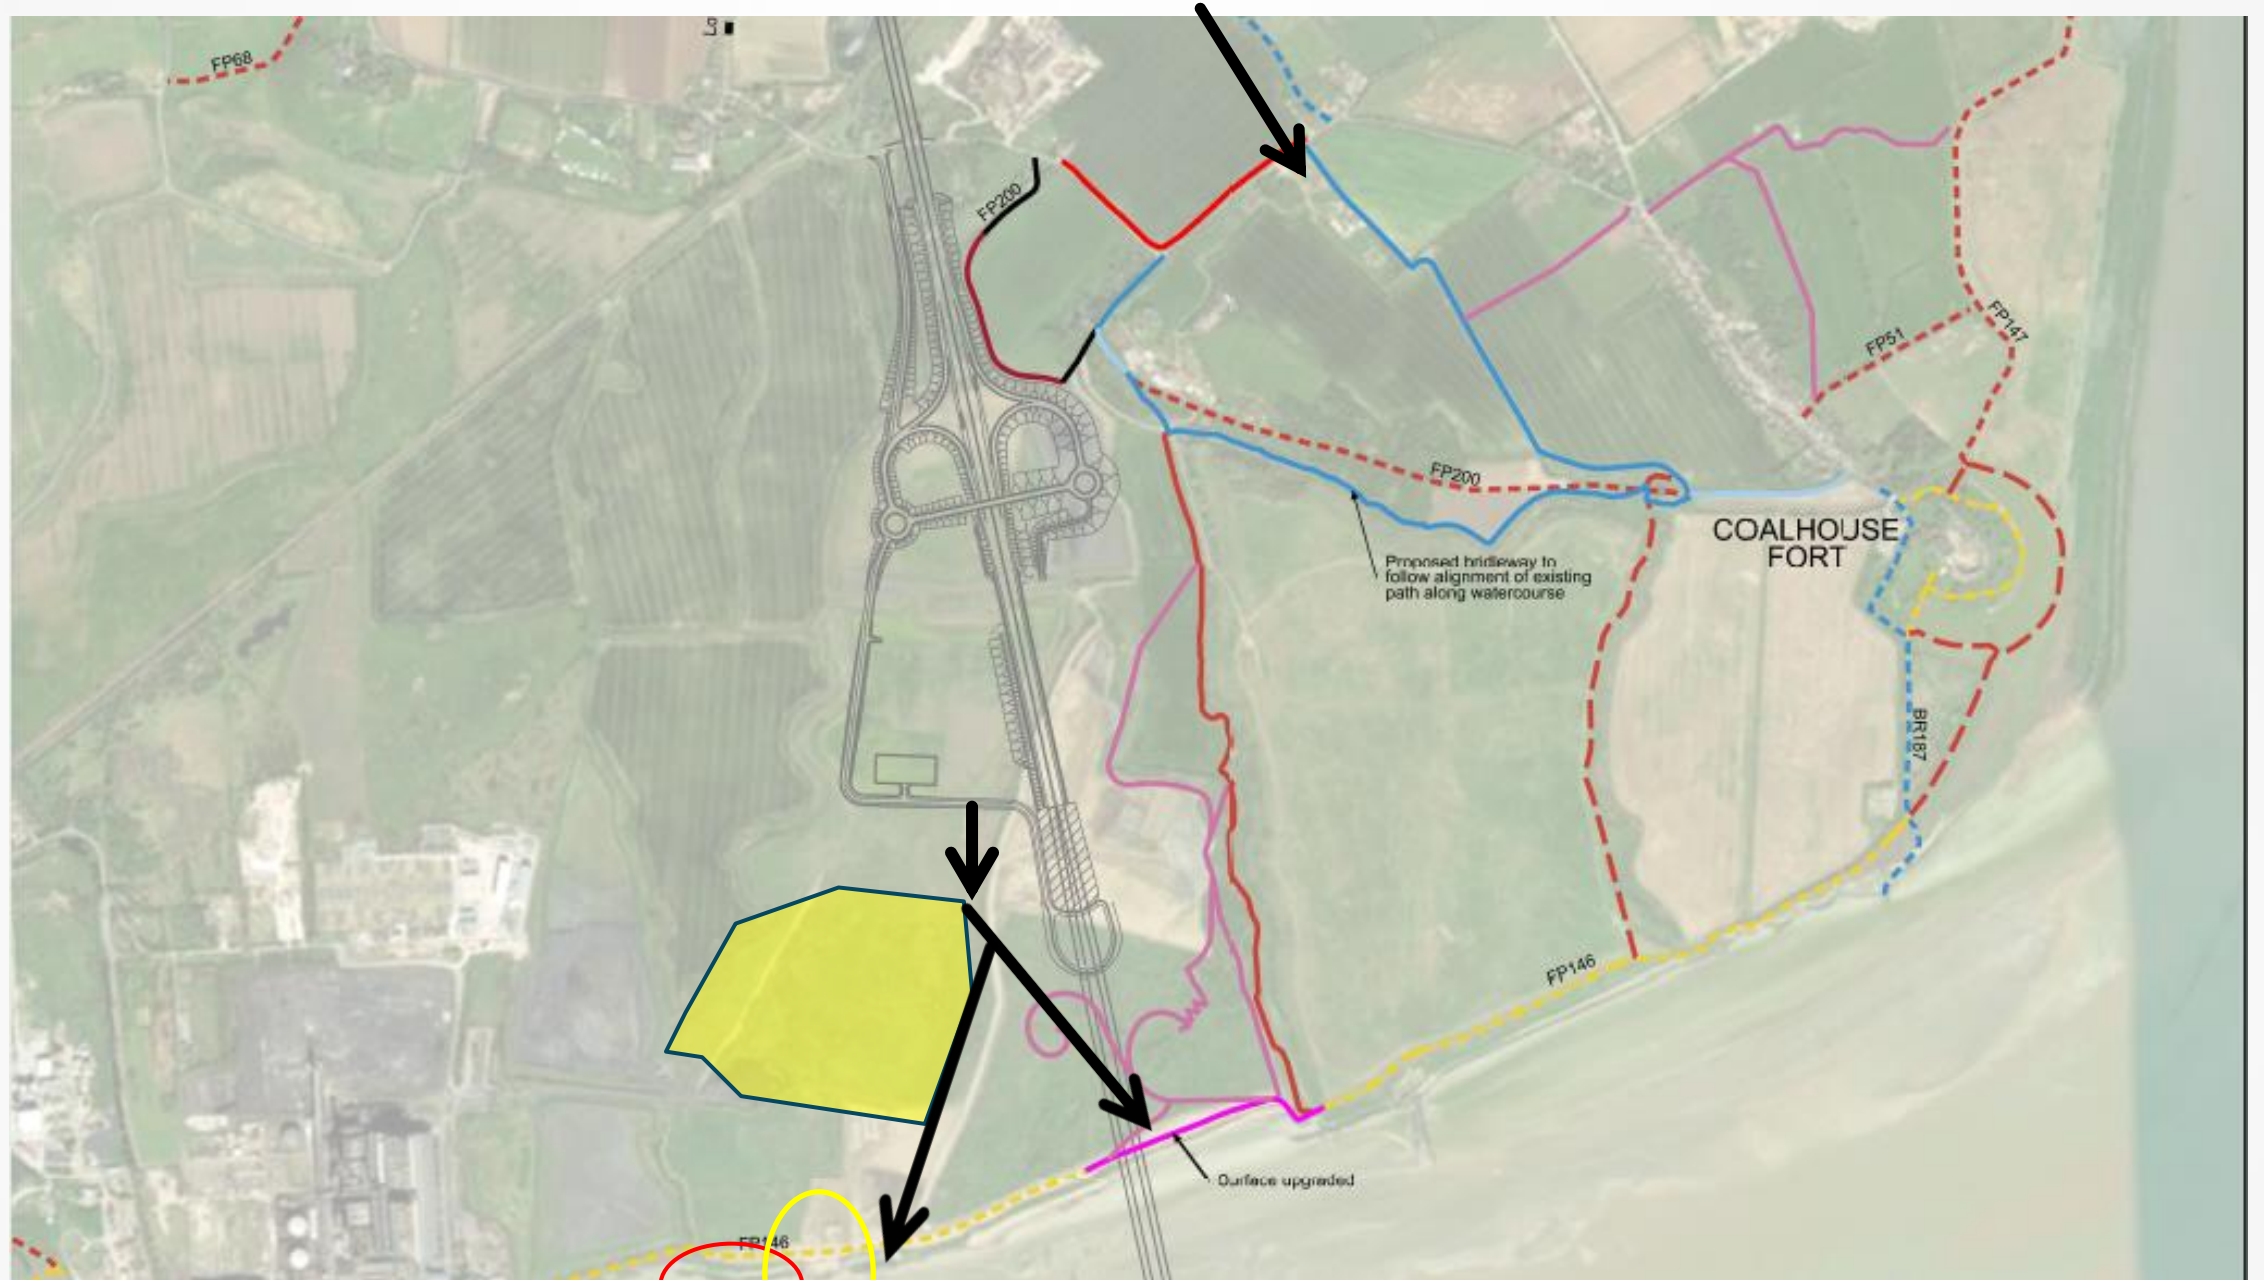 FP68
FP200
FP147
FP51
FP200
COALHOUSE
FORT
Proposed bridleway to
follow alignment of existing
path along watercourse
BR187
FP146
Surface upgraded
FP146